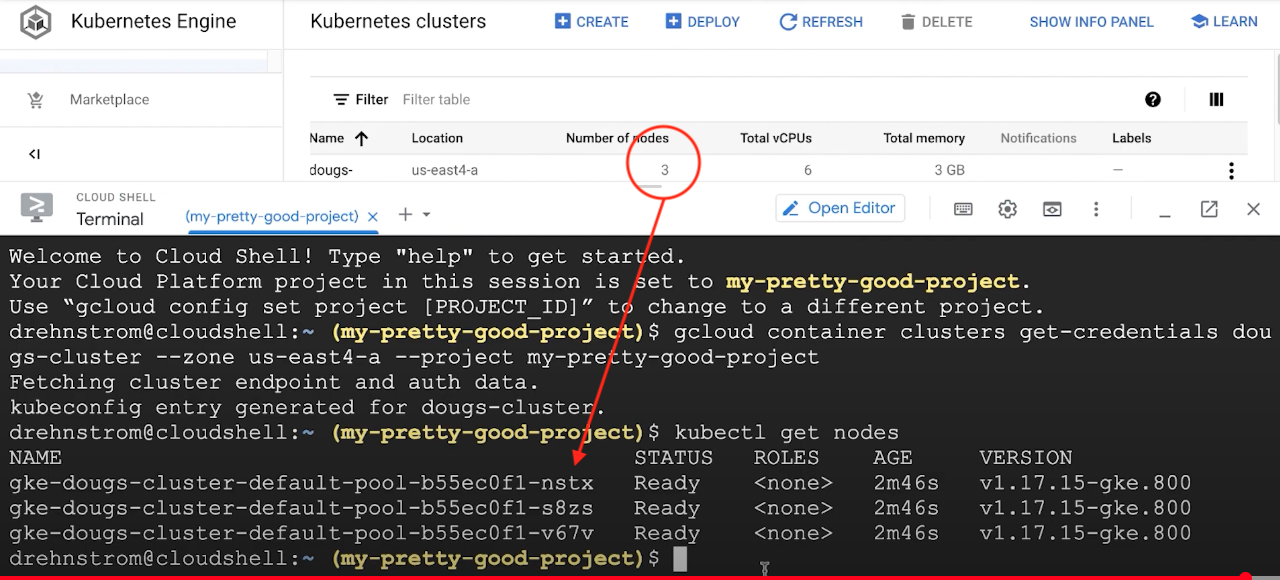 Kubernetes Engine
Kubernetes clusters
CREATE
DEPLOY
REFRESH
DELETE
SHOW INFO PANEL
LEARN
Marketplace
Filter Filter table
Name Location Number of nodes Total vCPUs Total memory Notifications Labels
dougs- us-east4-a 3 6 3 GB —
CLOUD SHELL
Terminal
(my-pretty-good-project)
Open Editor
Welcome to Cloud Shell! Type "help" to get started.
Your Cloud Platform project in this session is set to my-pretty-good-project.
Use “gcloud config set project [PROJECT_ID]” to change to a different project.
drehnstrom@cloudshell:~ (my-pretty-good-project)$ gcloud container clusters get-credentials dou
gs-cluster --zone us-east4-a --project my-pretty-good-project
Fetching cluster endpoint and auth data.
kubeconfig entry generated for dougs-cluster.
drehnstrom@cloudshell:~ (my-pretty-good-project)$ kubectl get nodes
NAME STATUS ROLES AGE VERSION
gke-dougs-cluster-default-pool-b55ec0f1-nstx Ready <none> 2m46s v1.17.15-gke.800
gke-dougs-cluster-default-pool-b55ec0f1-s8zs Ready <none> 2m46s v1.17.15-gke.800
gke-dougs-cluster-default-pool-b55ec0f1-v67v Ready <none> 2m46s v1.17.15-gke.800
drehnstrom@cloudshell:~ (my-pretty-good-project)$